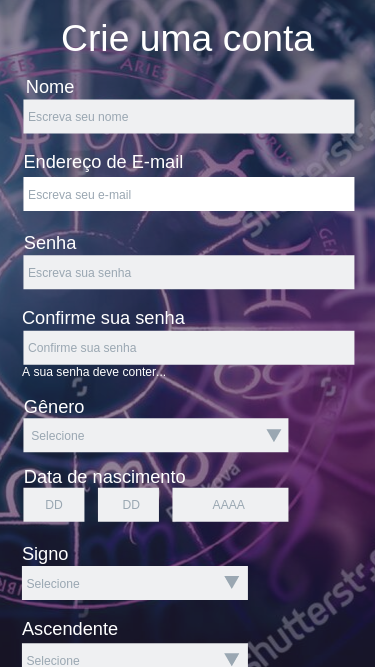 Crie uma conta
ARIES
Nome
Escreva seu nome
Endereço de E-mail
Escreva seu e-mail
Senha
Escreva sua senha
Confirme sua senha
Confirme sua senha
A sua senha deve conter...
Gênero
Selecione
Data de nascimento
DD DD AAAA
Signo
Selecione
Ascendente
Selecione